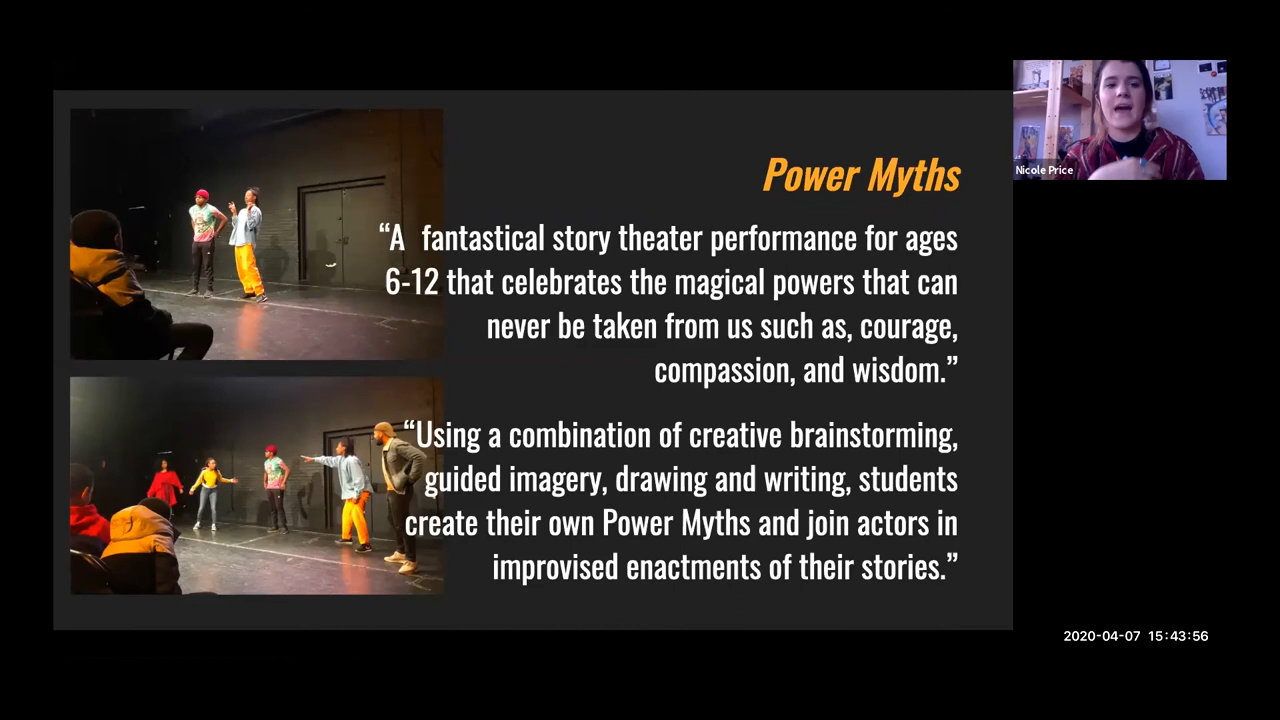 Power Myths
“A fantastical story theater performance for ages
6-12 that celebrates the magical powers that can
never be taken from us such as, courage,
compassion, and wisdom.”
“Using a combination of creative brainstorming,
guided imagery, drawing and writing, students
create their own Power Myths and join actors in
improvised enactments of their stories.”
Nicole Price
2020-04-07 15:43:56